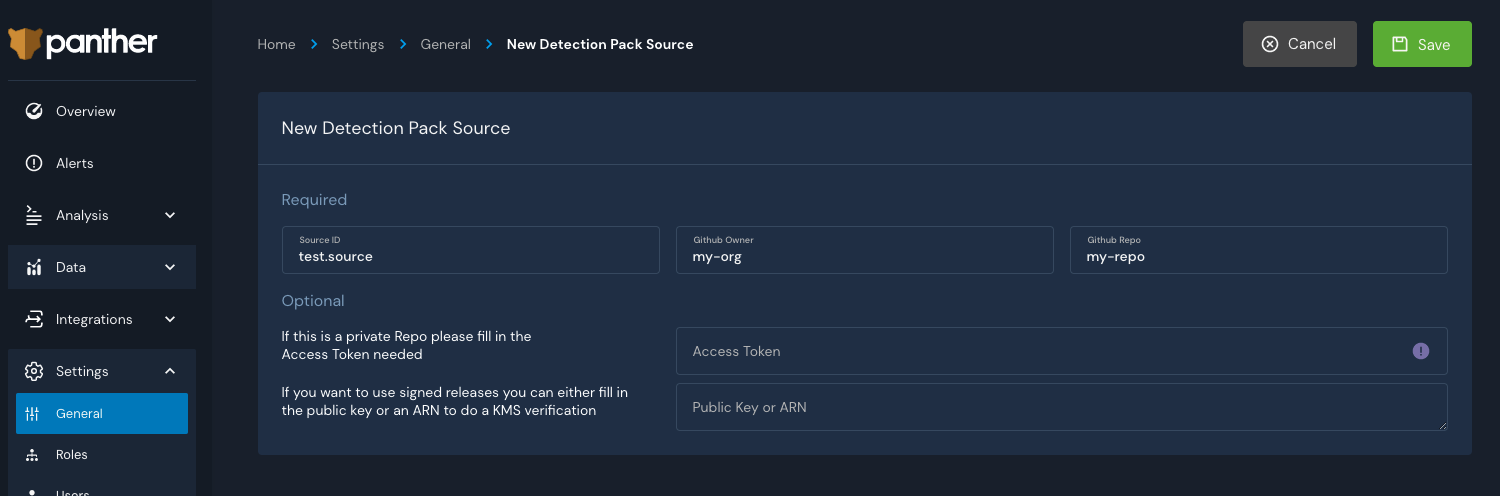 panther
Home Settings General New Detection Pack Source
Cancel
Save
Overview
Alerts
Analysis
Data
Integrations
Settings
General
Roles
Users
New Detection Pack Source
Required
Source ID
test.source
Github Owner
my-org
Github Repo
my-repo
Optional
If this is a private Repo please fill in the
Access Token needed
Access Token
If you want to use signed releases you can either fill in
the public key or an ARN to do a KMS verification
Public Key or ARN